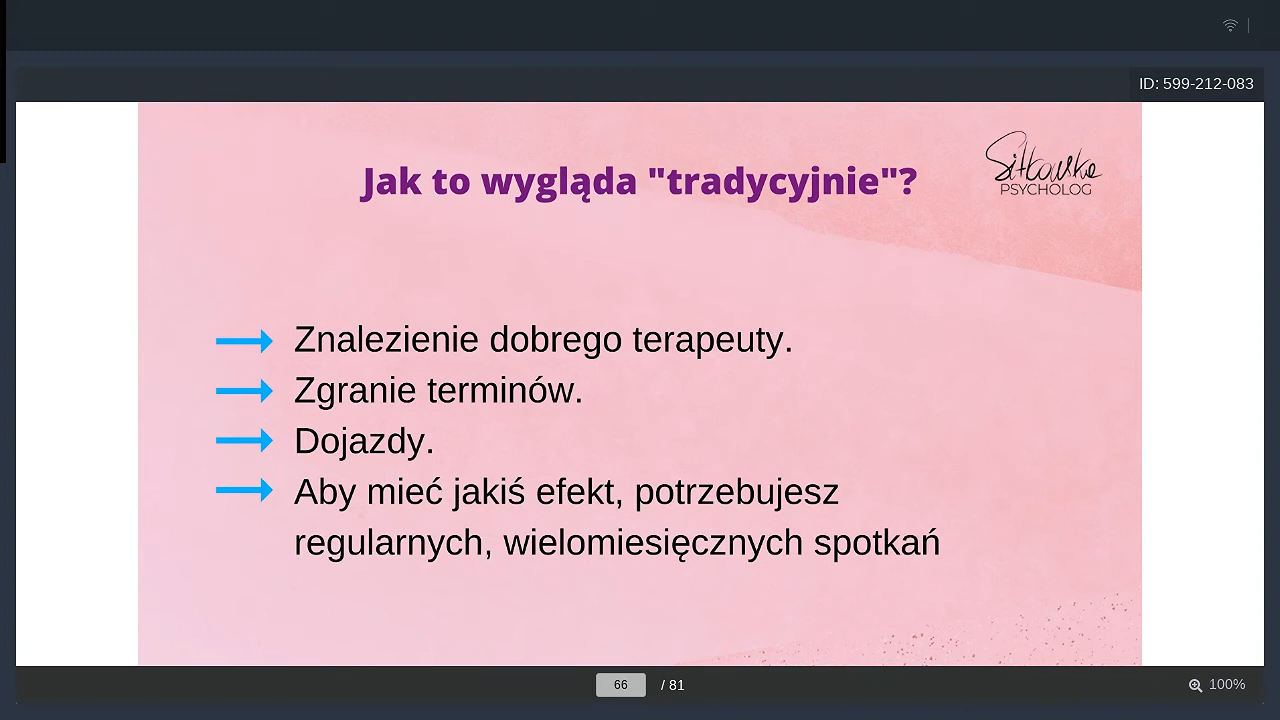 ID: 599-212-083
Jak to wygląda "tradycyjnie"?
Siłowska
PSYCHOLOG
Znalezienie dobrego terapeuty.
Zgranie terminów.
Dojazdy.
Aby mieć jakiś efekt, potrzebujesz
regularnych, wielomiesięcznych spotkań
66 / 81
100%